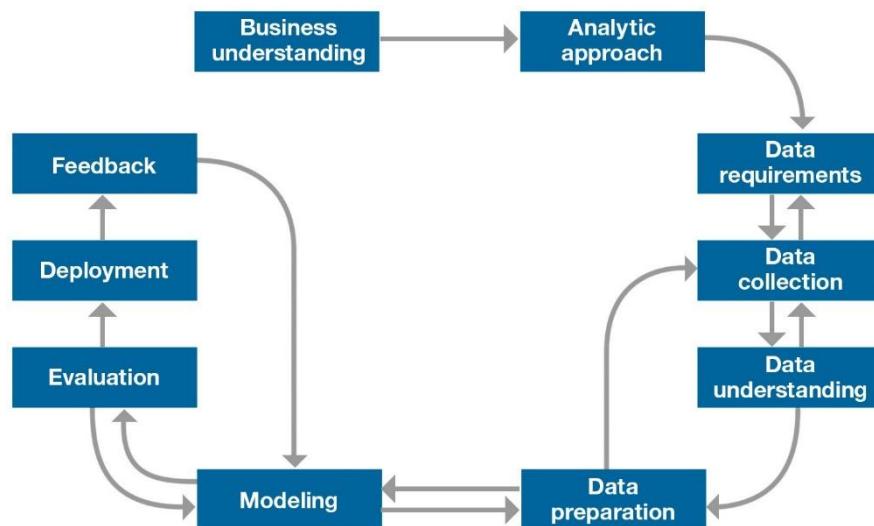 Business
understanding
Analytic
approach
Data
requirements
Data
collection
Data
understanding
Data
preparation
Modeling
Evaluation
Deployment
Feedback